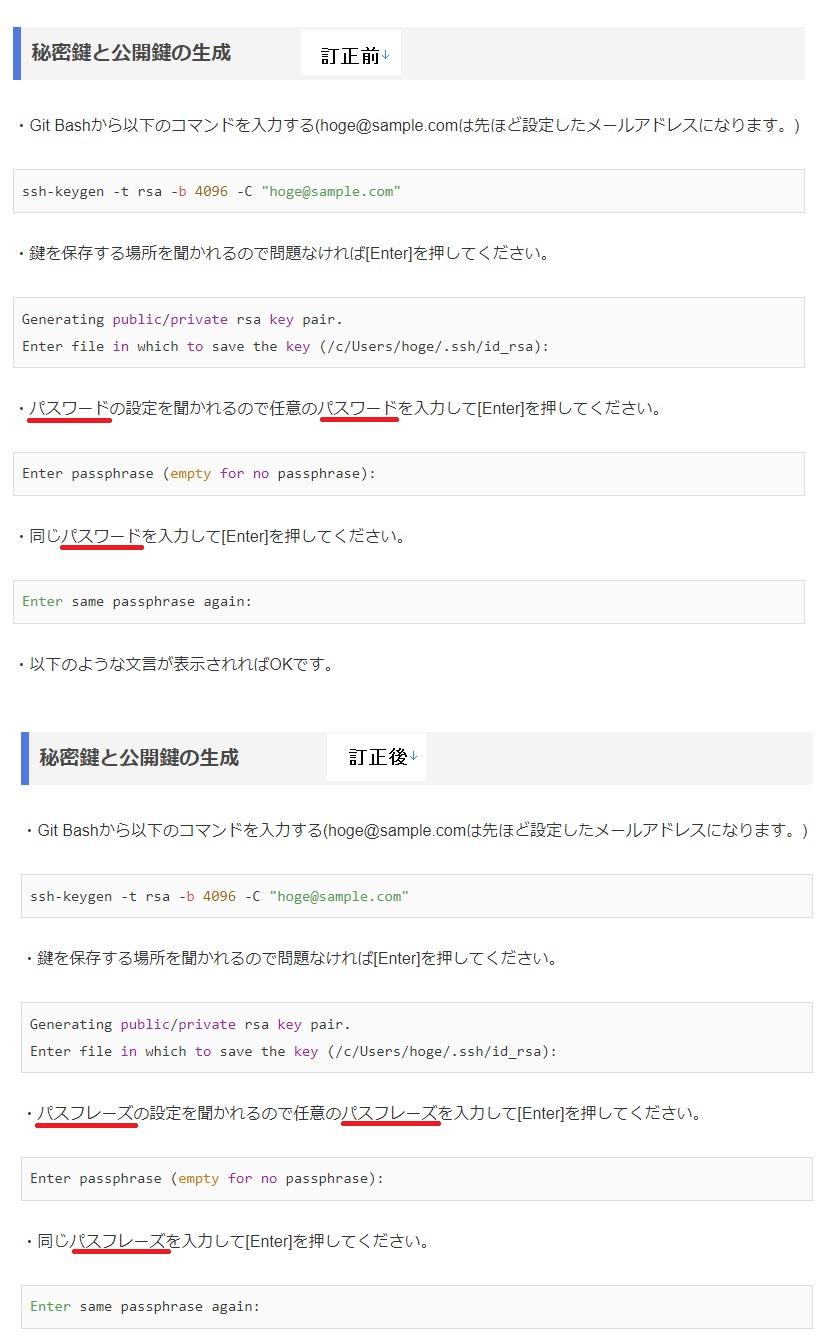 秘密鍵と公開鍵の生成 訂正前↓
・Git Bashから以下のコマンドを入力する(hoge@sample.comは先ほど設定したメールアドレスになります。)
ssh-keygen -t rsa -b 4096 -C "hoge@sample.com"
・鍵を保存する場所を聞かれるので問題なければ[Enter]を押してください。
Generating public/private rsa key pair.
Enter file in which to save the key (/c/Users/hoge/.ssh/id_rsa):
・パスワードの設定を聞かれるので任意のパスワードを入力して[Enter]を押してください。
Enter passphrase (empty for no passphrase):
・同じパスワードを入力して[Enter]を押してください。
Enter same passphrase again:
・以下のような文言が表示されればOKです。
秘密鍵と公開鍵の生成 訂正後↓
・Git Bashから以下のコマンドを入力する(hoge@sample.comは先ほど設定したメールアドレスになります。)
ssh-keygen -t rsa -b 4096 -C "hoge@sample.com"
・鍵を保存する場所を聞かれるので問題なければ[Enter]を押してください。
Generating public/private rsa key pair.
Enter file in which to save the key (/c/Users/hoge/.ssh/id_rsa):
・パスフレーズの設定を聞かれるので任意のパスフレーズを入力して[Enter]を押してください。
Enter passphrase (empty for no passphrase):
・同じパスフレーズを入力して[Enter]を押してください。
Enter same passphrase again: